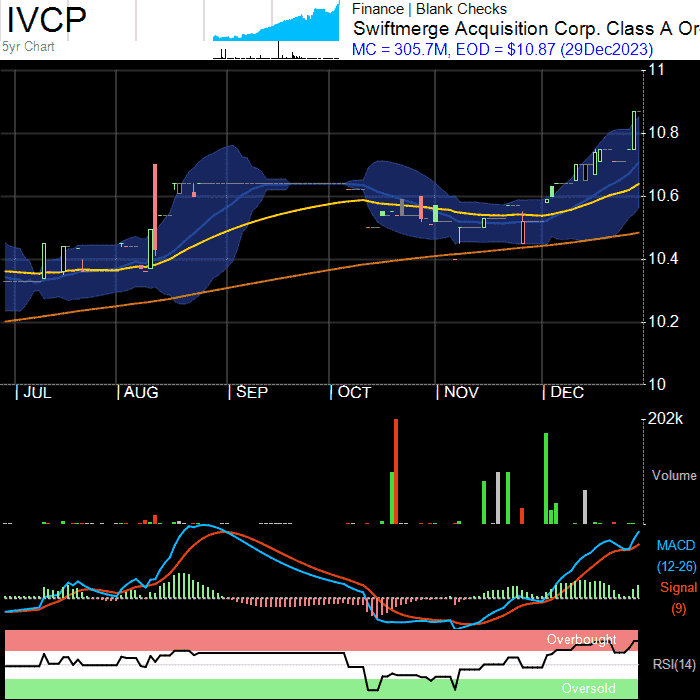 IVCP
5yr Chart
Finance | Blank Checks
Swiftmerge Acquisition Corp. Class A Or
MC = 305.7M, EOD = $10.87 (29Dec2023)
11
10.8
10.6
10.4
10.2
10
JUL AUG SEP OCT NOV DEC
202k
Volume
MACD
(12-26)
Signal
(9)
Overbought
RSI(14)
Oversold